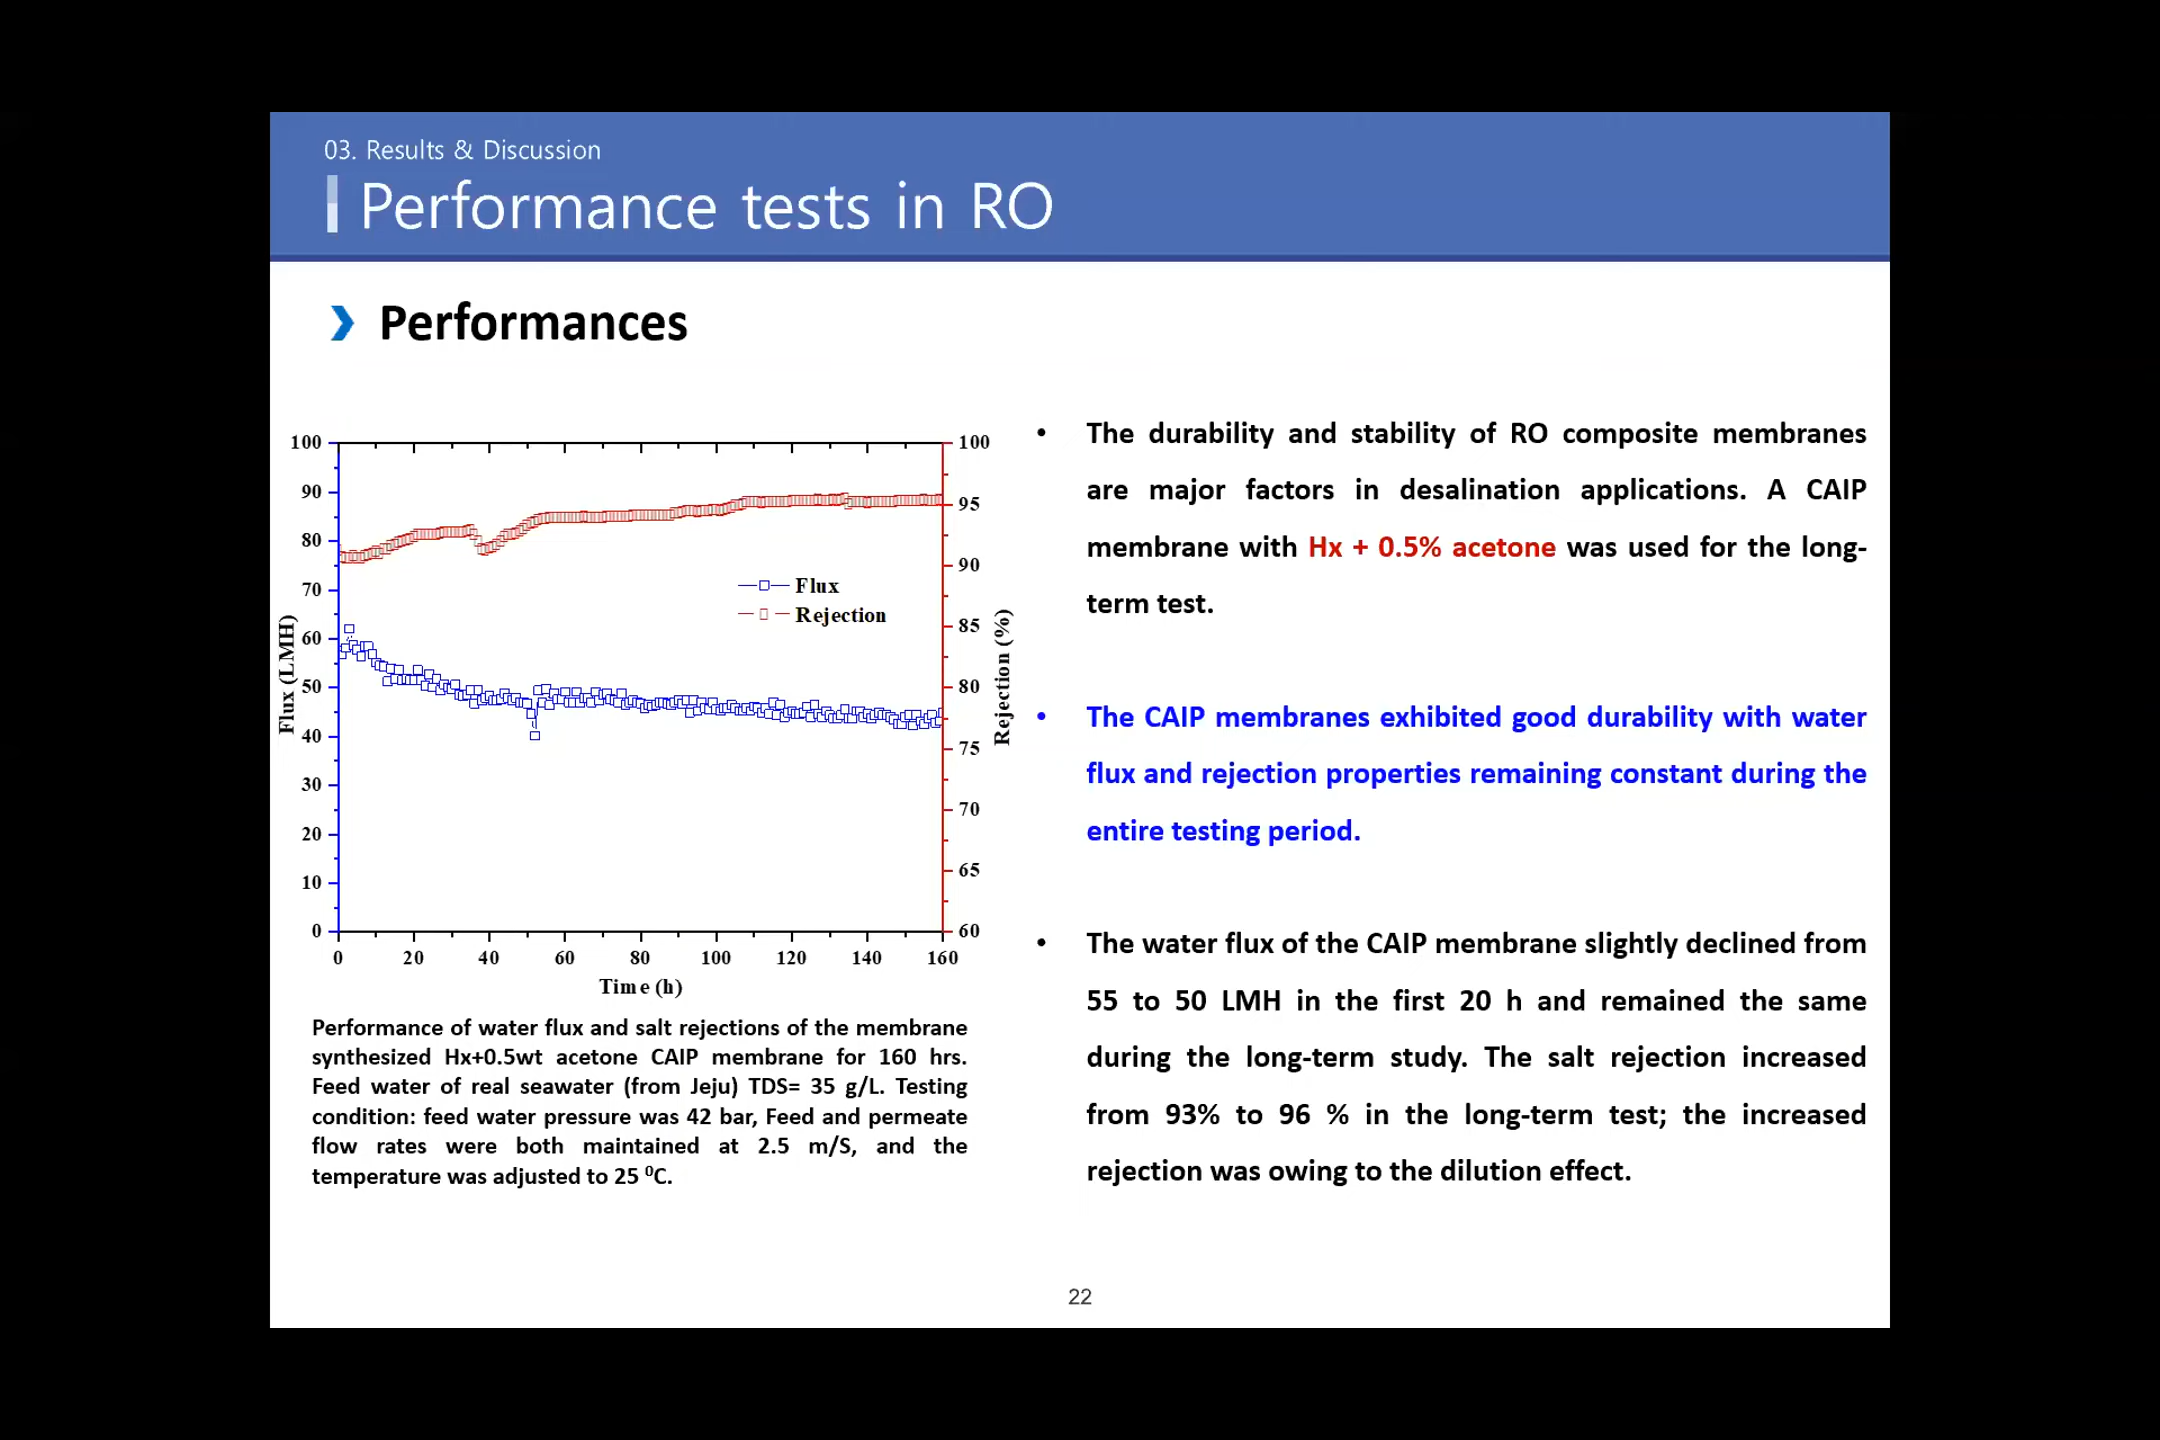 03. Results & Discussion
Performance tests in RO
Performances
100
90
80
70
60
50
40
30
20
10
0
Flux (LMH)
Flux
Rejection
100
95
90
85
80
75
70
65
60
Rejection (%)
0 20 40 60 80 100 120 140 160
Time (h)
Performance of water flux and salt rejections of the membrane
synthesized Hx+0.5wt acetone CAIP membrane for 160 hrs.
Feed water of real seawater (from Jeju) TDS= 35 g/L. Testing
condition: feed water pressure was 42 bar, Feed and permeate
flow rates were both maintained at 2.5 m/S, and the
temperature was adjusted to 25 ⁰C.
• The durability and stability of RO composite membranes
are major factors in desalination applications. A CAIP
membrane with Hx + 0.5% acetone was used for the long-
term test.
• The CAIP membranes exhibited good durability with water
flux and rejection properties remaining constant during the
entire testing period.
• The water flux of the CAIP membrane slightly declined from
55 to 50 LMH in the first 20 h and remained the same
during the long-term study. The salt rejection increased
from 93% to 96 % in the long-term test; the increased
rejection was owing to the dilution effect.
22